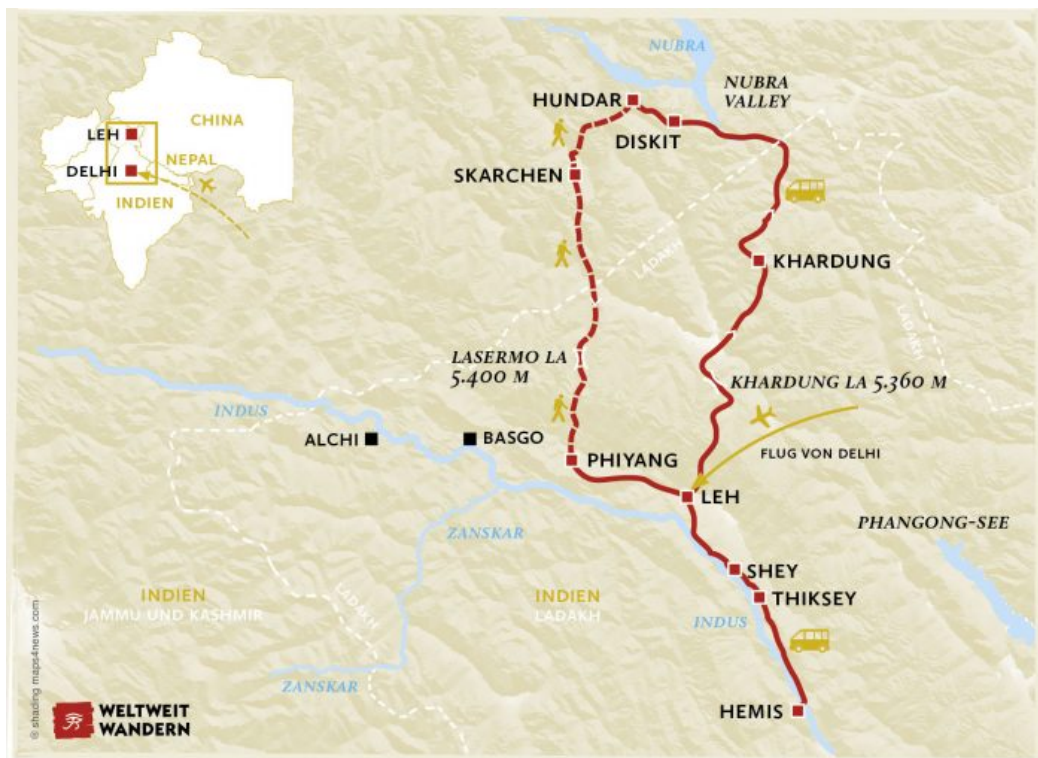 CHINA
LEH
NEPAL
DELHI
INDIEN
NUBRA
NUBRA
VALLEY
HUNDAR
DISKIT
SKARCHEN
KHARDUNG
LADAKH
LADAKH
LASERMO LA
5.400 M
KHARDUNG LA 5.360 M
INDUS
ALCHI
BASGO
FLUG VON DELHI
PHIYANG
LEH
ZANSKAR
PHANGONG-SEE
SHEY
THIKSEY
INDIEN
JAMMU UND KASHMIR
LADAKH
INDIEN
LADAKH
INDUS
ZANSKAR
HEMIS
© shading maps4news.com
WELTWEIT
WANDERN